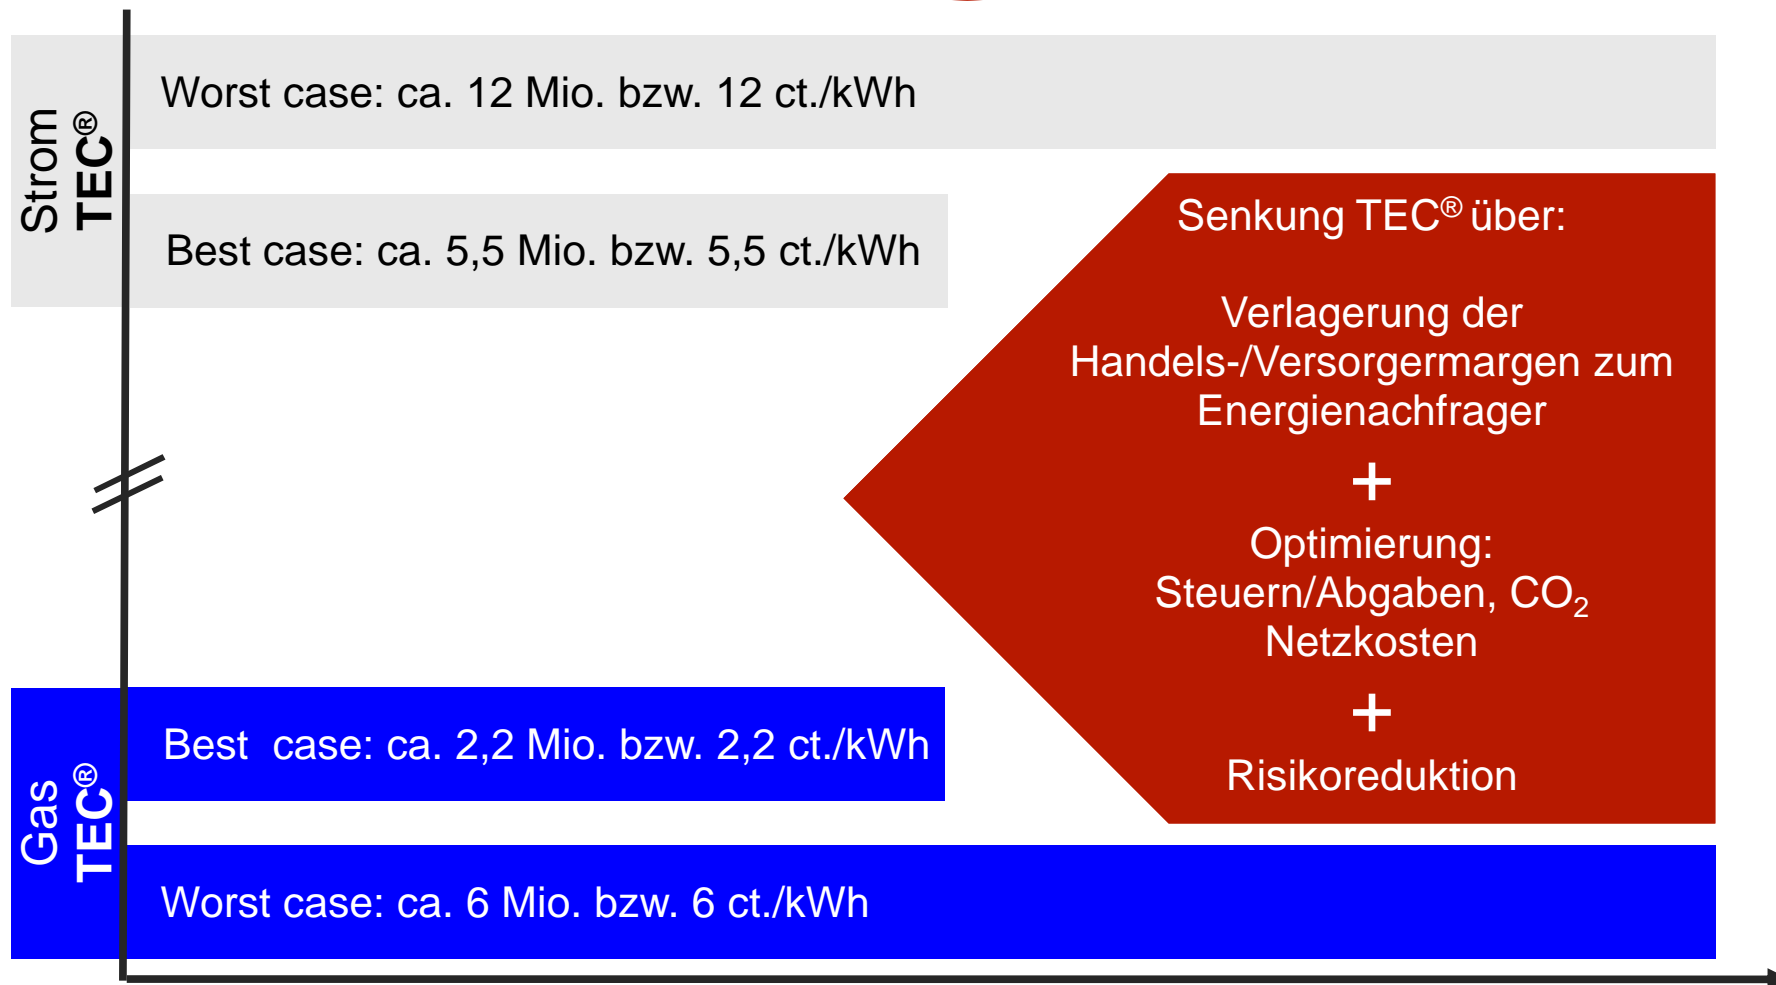 Strom
TEC®
Worst case: ca. 12 Mio. bzw. 12 ct./kWh
Best case: ca. 5,5 Mio. bzw. 5,5 ct./kWh
Senkung TEC® über:
Verlagerung der
Handels-/Versorgermargen zum
Energienachfrager
+
Optimierung:
Steuern/Abgaben, CO₂
Netzkosten
+
Risikoreduktion
Gas
TEC®
Best case: ca. 2,2 Mio. bzw. 2,2 ct./kWh
Worst case: ca. 6 Mio. bzw. 6 ct./kWh